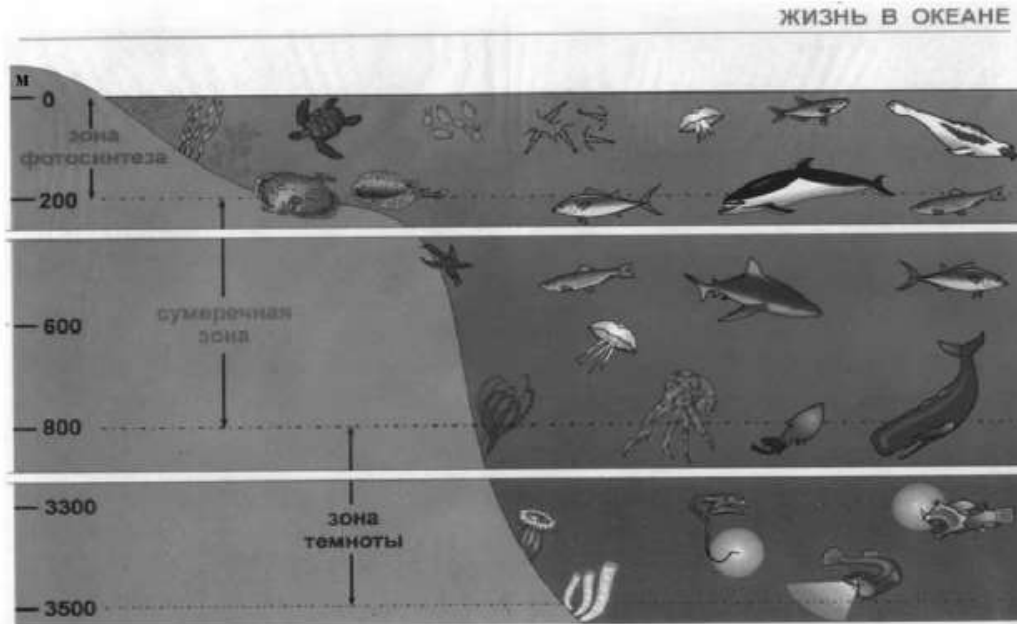 ЖИЗНЬ В ОКЕАНЕ
М
0
зона
фотосинтеза
200
сумеречная
зона
600
800
3300
зона
темноты
3500